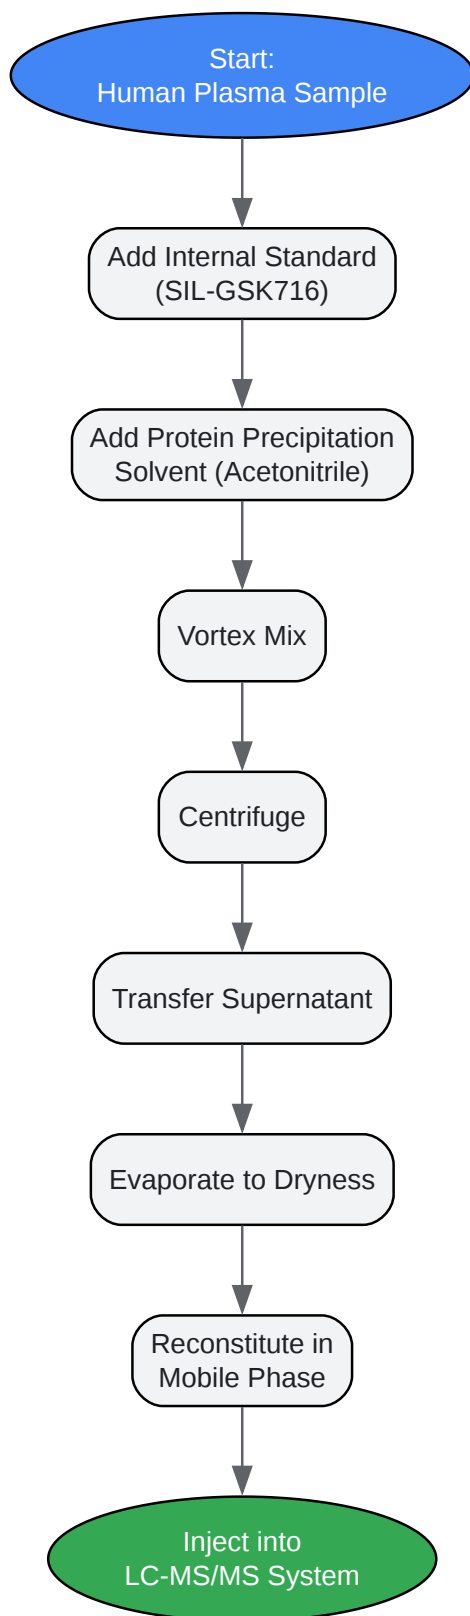 Start:
Human Plasma Sample
Add Internal Standard
(SIL-GSK716)
Add Protein Precipitation
Solvent (Acetonitrile)
Vortex Mix
Centrifuge
Transfer Supernatant
Evaporate to Dryness
Reconstitute in
Mobile Phase
Inject into
LC-MS/MS System